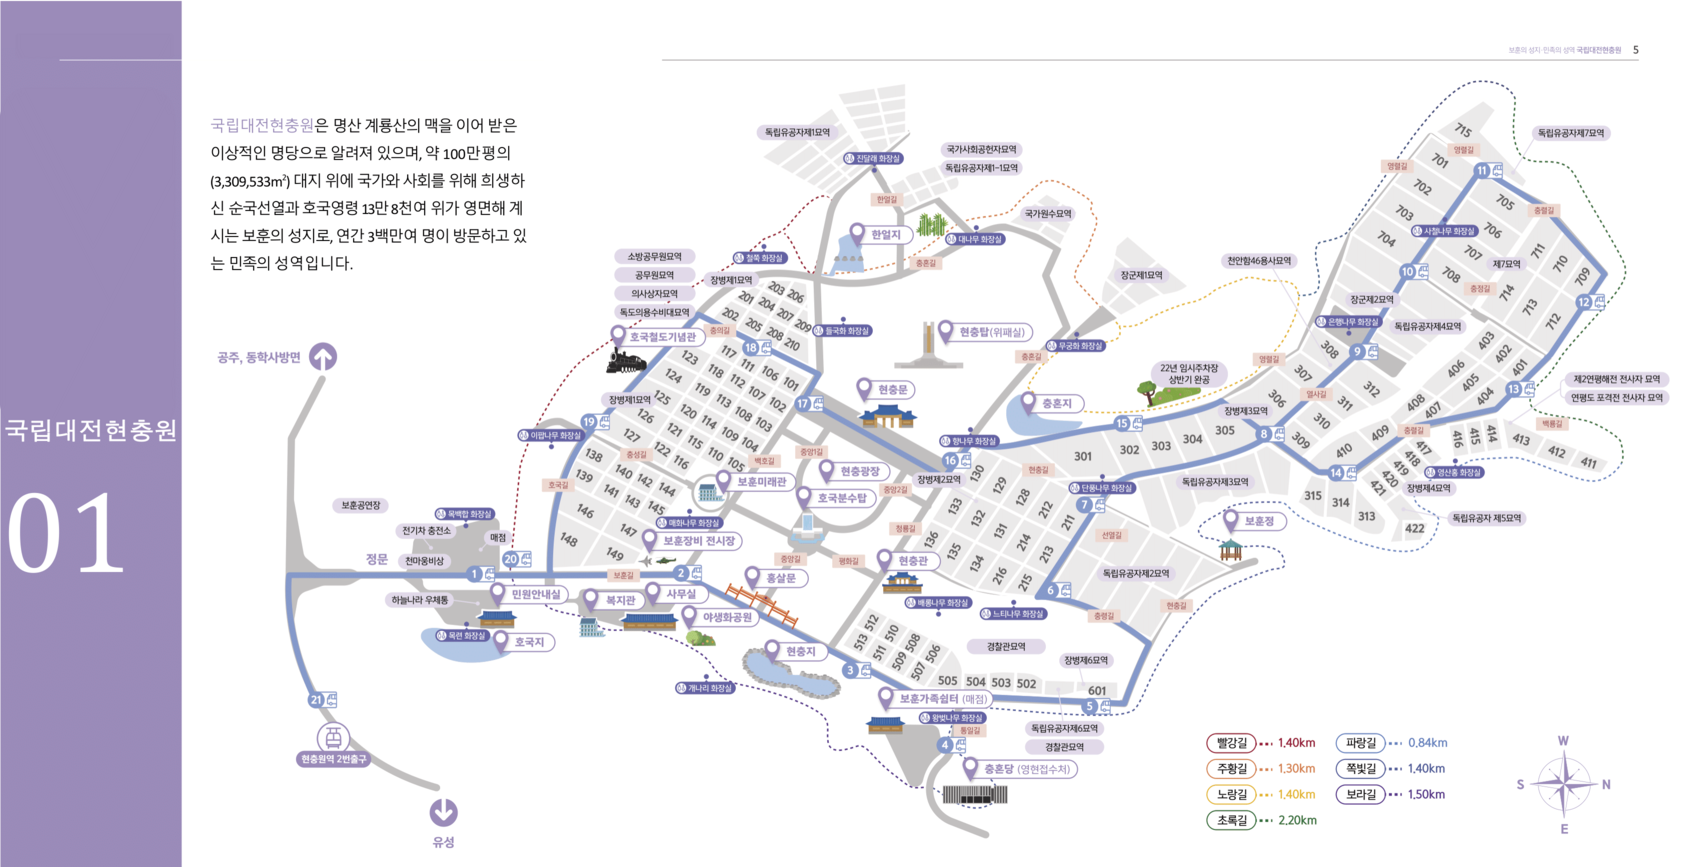 보훈의 성지·민족의 성역 국립대전현충원 5
국립대전현충원
01
국립대전현충원은 명산 계룡산의 맥을 이어 받은
이상적인 명당으로 알려져 있으며, 약 100만평의
(3,309,533m²) 대지 위에 국가와 사회를 위해 희생하
신 순국선열과 호국영령 13만 8천여 위가 영면해 계
시는 보훈의 성지로, 연간 3백만여 명이 방문하고 있
는 민족의 성역입니다.
독립유공자제1묘역
진달래 화장실
국가사회공헌자묘역
독립유공자제1-1묘역
한얼길
한얼지
대나무 화장실
국가원수묘역
충혼길
철쭉 화장실
소방공무원묘역
공무원묘역
의사상자묘역
독도의용수비대묘역
장병제1묘역
203 206
201 204 207 209
202 205 208 210
들국화 화장실
충의길
호국철도기념관
18
123 117 111 106 101
124 118 112 107 102
125 119 113 108 103
126 120 114 109 104
127 121 115 110 105
122 116
장병제1묘역
19
이팝나무 화장실
충성길
백호길
138
139 140 142 144
141 143 145
146 147
148 149
호국길
17
현충문
현충탑(위패실)
장군제1묘역
무궁화 화장실
충혼길
충혼지
22년 임시주차장
상반기 완공
중앙1길
현충광장
호국분수탑
중앙2길
보훈미래관
매화나무 화장실
보훈장비 전시장
공주, 동학사방면
보훈공연장
목백합 화장실
전기차 충전소
매점
천마웅비상
정문
20
1
보훈길
2
하늘나라 우체통
민원안내실
목련 화장실
호국지
복지관
사무실
야생화공원
홍살문
중앙길
평화길
현충관
배롱나무 화장실
느티나무 화장실
현충지
개나리 화장실
3
21
현충원역 2번출구
유성
향나무 화장실
16
장병제2묘역
청룡길
130 129 128 212 211
133 132 131 214 213
136 135 134 216 215
현충길
단풍나무 화장실
7
6
선열길
독립유공자제2묘역
독립유공자제3묘역
보훈정
충령길
현충길
513 512
511 510
509 508
507 506
505 504 503 502
601
경찰관묘역
장병제6묘역
5
보훈가족쉼터 (매점)
왕벚나무 화장실
통일길
4
독립유공자제6묘역
경찰관묘역
충혼당 (영현접수처)
15
301 302 303 304 305
장병제3묘역
8
306 307 308
309 310 311 312
영렬길
열사길
천안함46용사묘역
장군제2묘역
은행나무 화장실
9
독립유공자제4묘역
10
사철나무 화장실
영렬길
영렬길
715
701
702
703
704
11
독립유공자제7묘역
705
706
707
708
제7묘역
충렬길
충정길
711 710 709
714 713 712
12
403 402 401
406 405 404
408 407
410 409
13
충렬길
14
제2연평해전 전사자 묘역
연평도 포격전 전사자 묘역
백룡길
417 416 415 414 413 412 411
418
419
420
421
영산홍 화장실
장병제4묘역
315 314 313
422
독립유공자 제5묘역
빨강길 1.40km
주황길 1.30km
노랑길 1.40km
초록길 2.20km
파랑길 0.84km
쪽빛길 1.40km
보라길 1.50km
W
S N
E